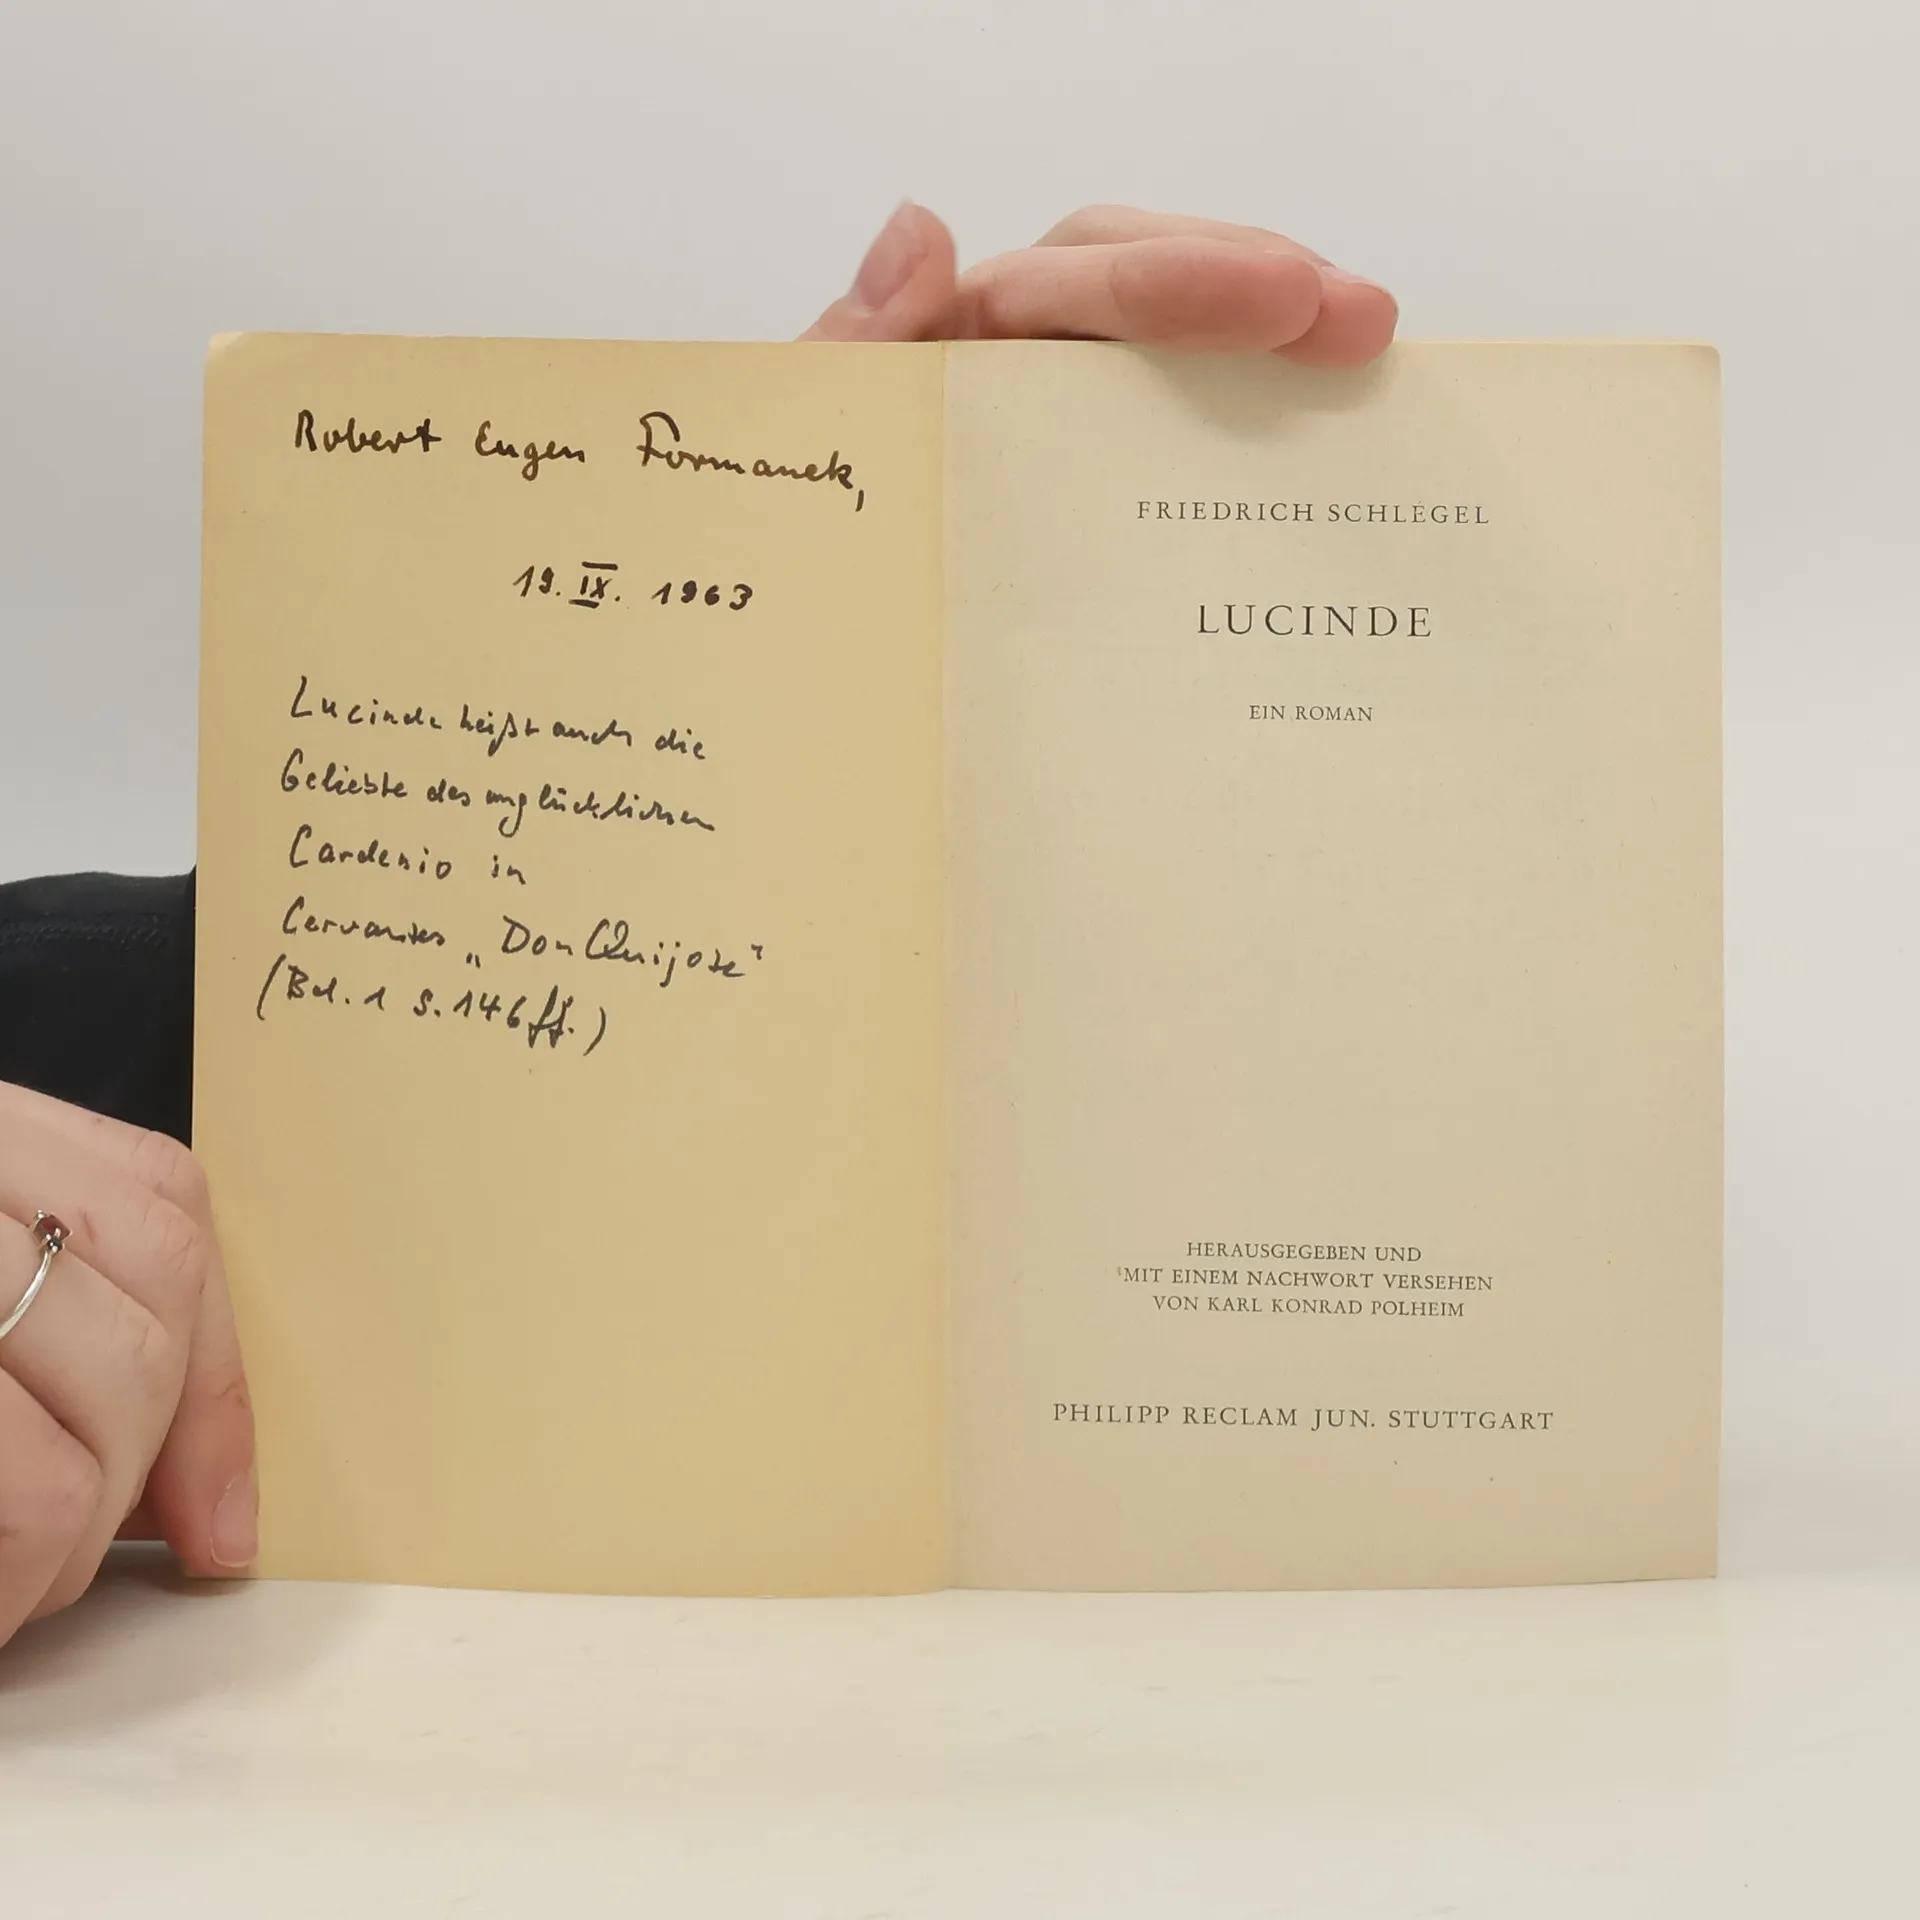 Robert Eugen Formanek,
19. IX. 1963
Lucinde heißt auch die
Geliebte des unglücklichen
Cardenio in
Cervantes „Don Quijote“
(Bd. 1 S. 146 ff.)
FRIEDRICH SCHLEGEL
LUCINDE
EIN ROMAN
HERAUSGEGEBEN UND
MIT EINEM NACHWORT VERSEHEN
VON KARL KONRAD POLHEIM
PHILIPP RECLAM JUN. STUTTGART